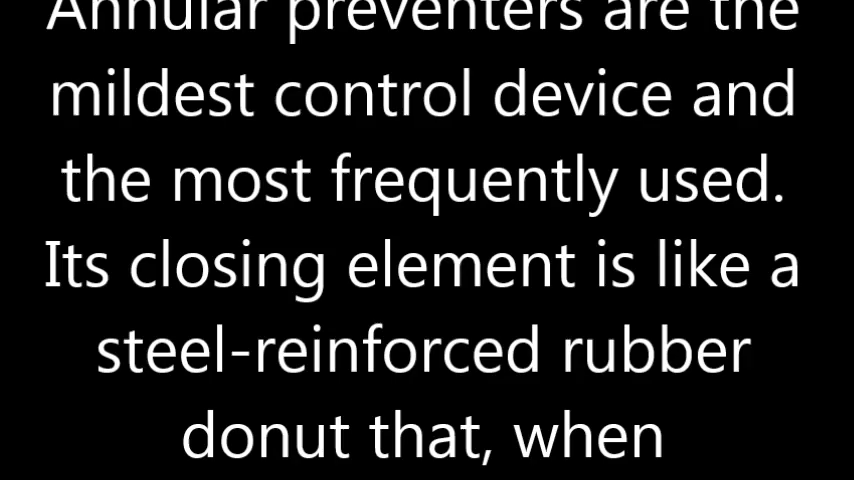 Annular preventers are the
mildest control device and
the most frequently used.
Its closing element is like a
steel-reinforced rubber
donut that, when